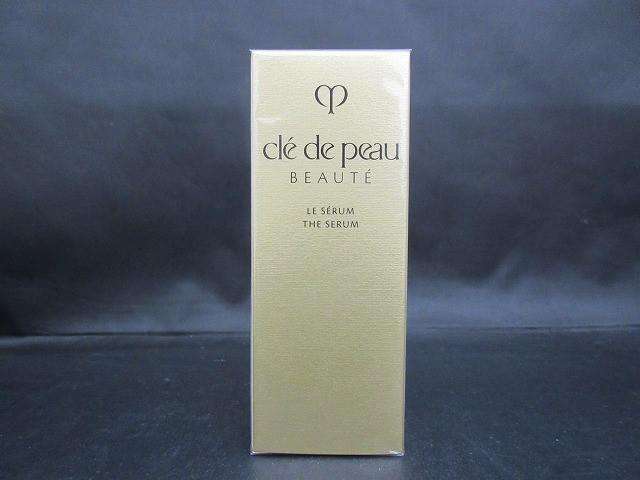 clé de peau
BEAUTÉ
LE SÉRUM
THE SERUM